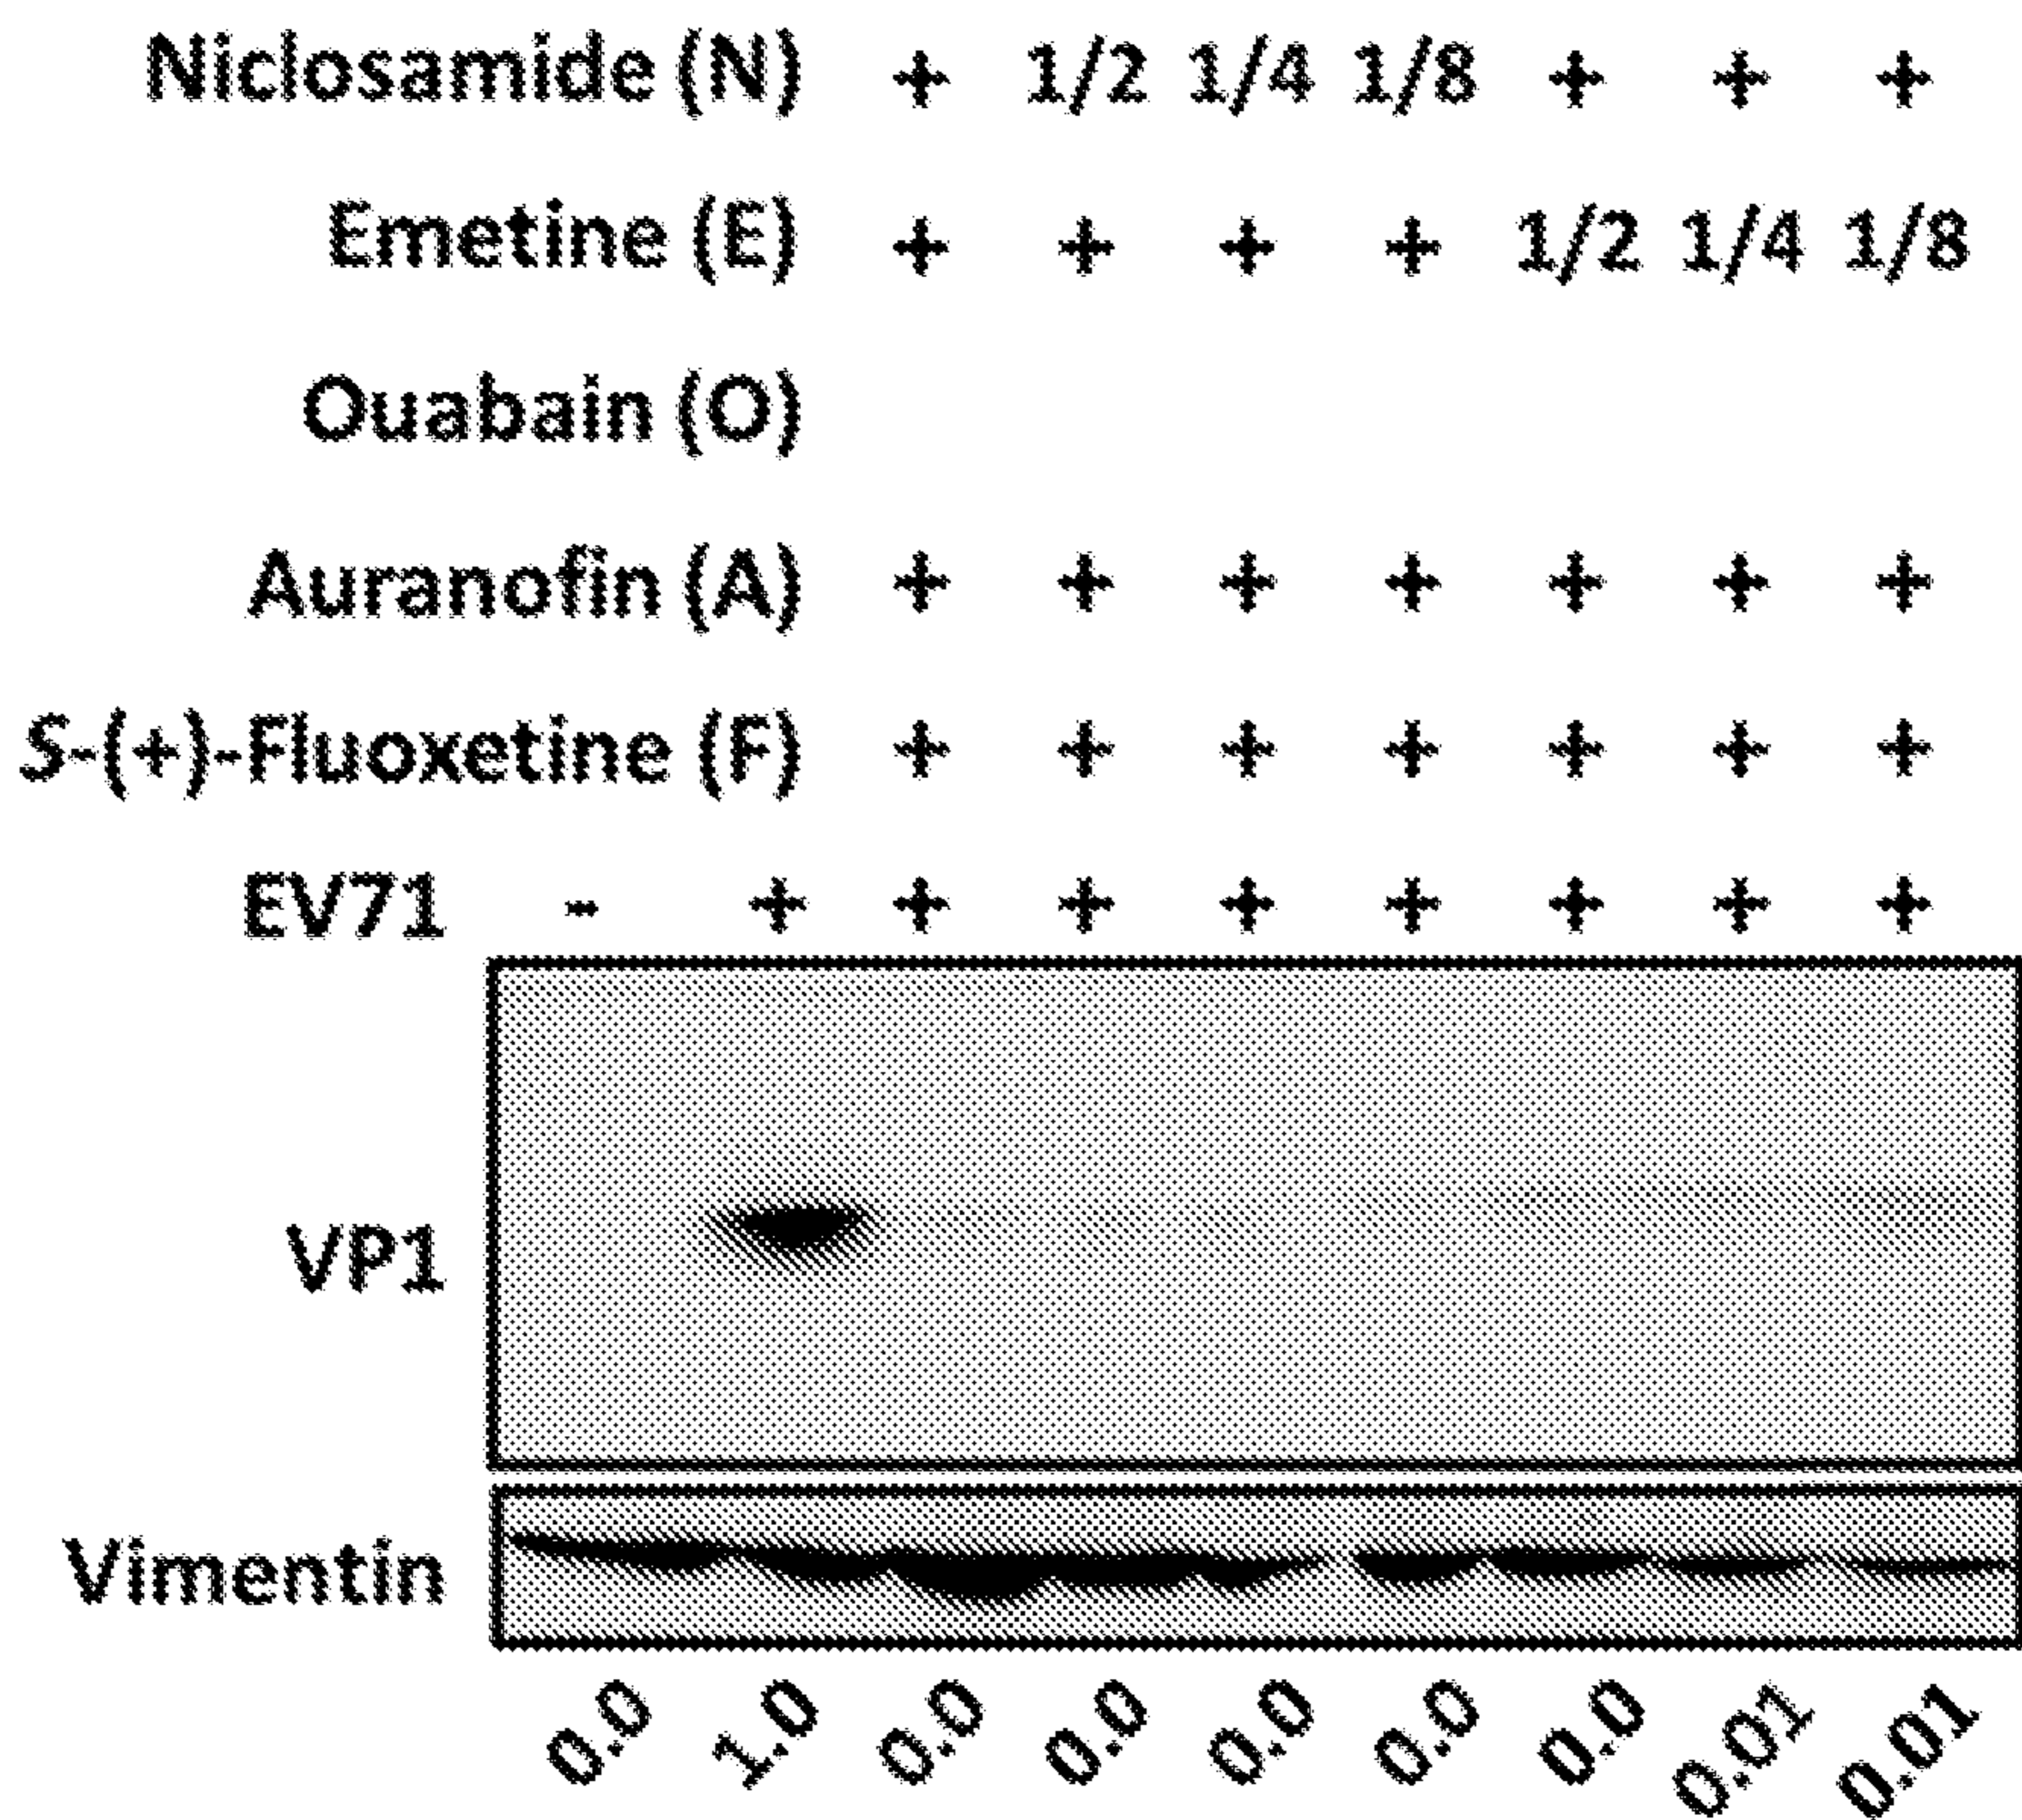 Niclosamide (N) + 1/2 1/4 1/8 + + +
Emetine (E) + + + + 1/2 1/4 1/8
Ouabain (O)
Auranofin (A) + + + + + + +
S-(+)-Fluoxetine (F) + + + + + + +
EV71 - + + + + + + + +
VP1
Vimentin
0.0 1.0 0.0 0.0 0.0 0.0 0.0 0.01 0.01